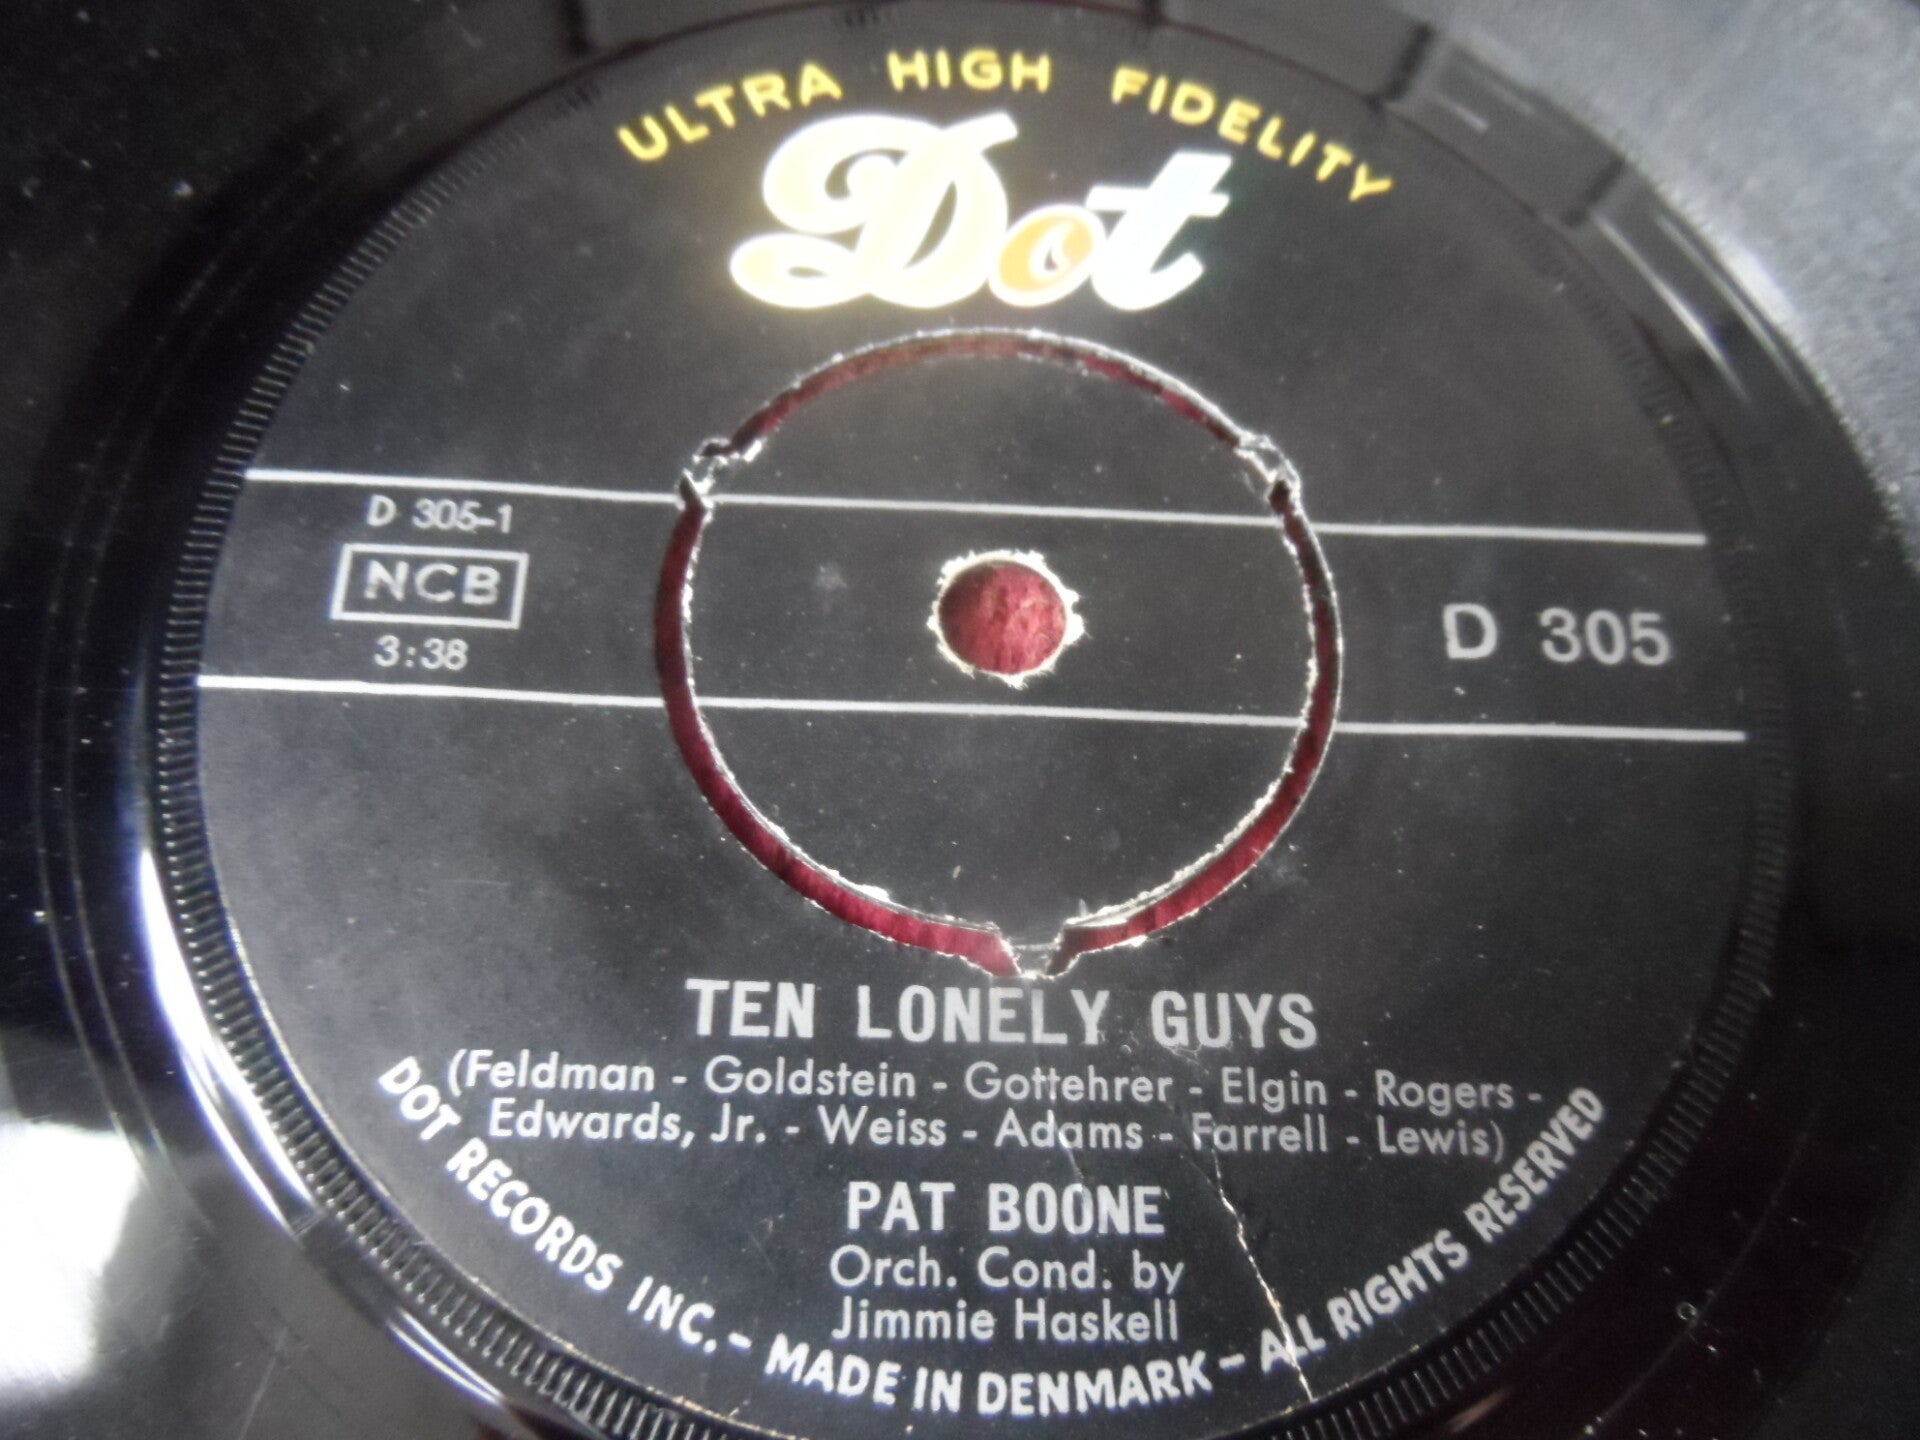 ULTRA HIGH FIDELITY
Dot
D 305-1
NCB
3:38
D 305
TEN LONELY GUYS
(Feldman - Goldstein - Gottehrer - Elgin - Rogers -
Edwards, Jr. - Weiss - Adams - Farrell - Lewis)
PAT BOONE
Orch. Cond. by
Jimmie Haskell
DOT RECORDS INC. - MADE IN DENMARK - ALL RIGHTS RESERVED